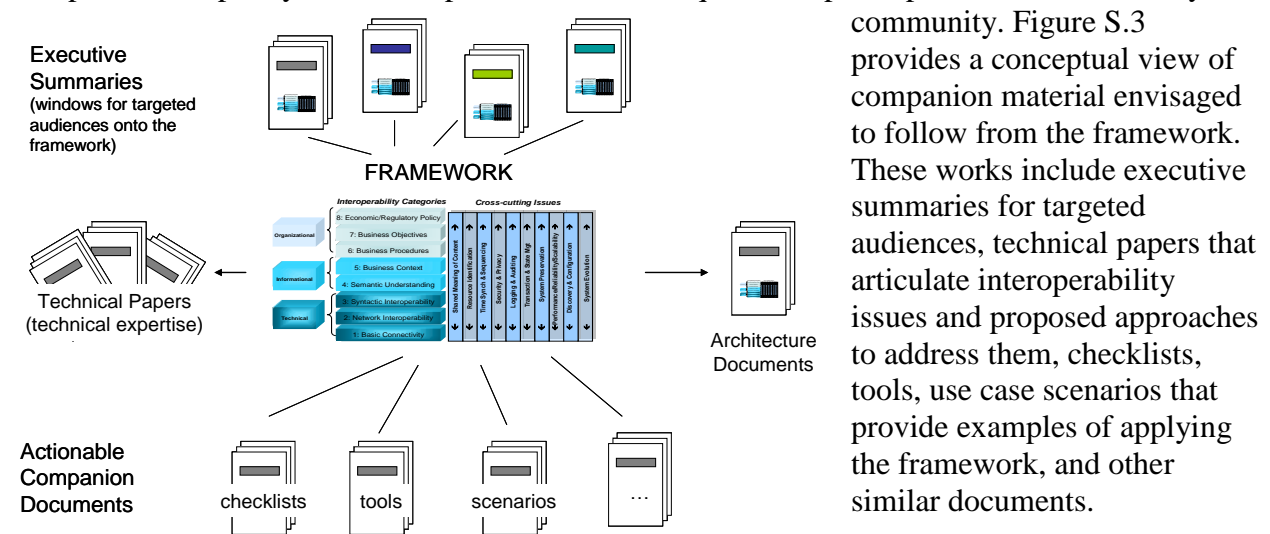 community. Figure S.3
provides a conceptual view of
companion material envisaged
to follow from the framework.
These works include executive
summaries for targeted
audiences, technical papers that
articulate interoperability
issues and proposed approaches
to address them, checklists,
tools, use case scenarios that
provide examples of applying
the framework, and other
similar documents.
Executive
Summaries
(windows for targeted
audiences onto the
framework)
FRAMEWORK
Interoperability Categories
Cross-cutting Issues
Organizational
8: Economic/Regulatory Policy
7: Business Objectives
6: Business Procedures
Informational
5: Business Context
4: Semantic Understanding
Technical
3: Syntactic Interoperability
2: Network Interoperability
1: Basic Connectivity
Shared Meaning of Content
Resource Identification
Time Synch & Sequencing
Security & Privacy
Logging & Auditing
Transaction & State Mgt
System Preservation
Performance/Reliability/Scalability
Discovery & Configuration
System Evolution
Technical Papers
(technical expertise)
Architecture
Documents
Actionable
Companion
Documents
checklists
tools
scenarios
…